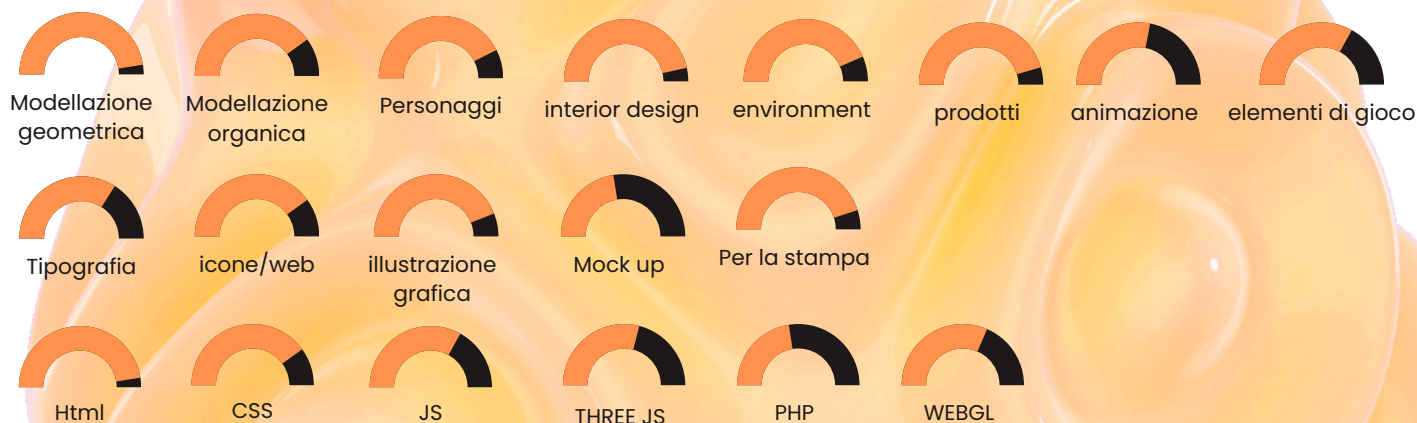 Modellazione
geometrica
Modellazione
organica
Personaggi
interior design
environment
prodotti
animazione
elementi di gioco
Tipografia
icone/web
illustrazione
grafica
Mock up
Per la stampa
Html
CSS
JS
THREE JS
PHP
WEBGL